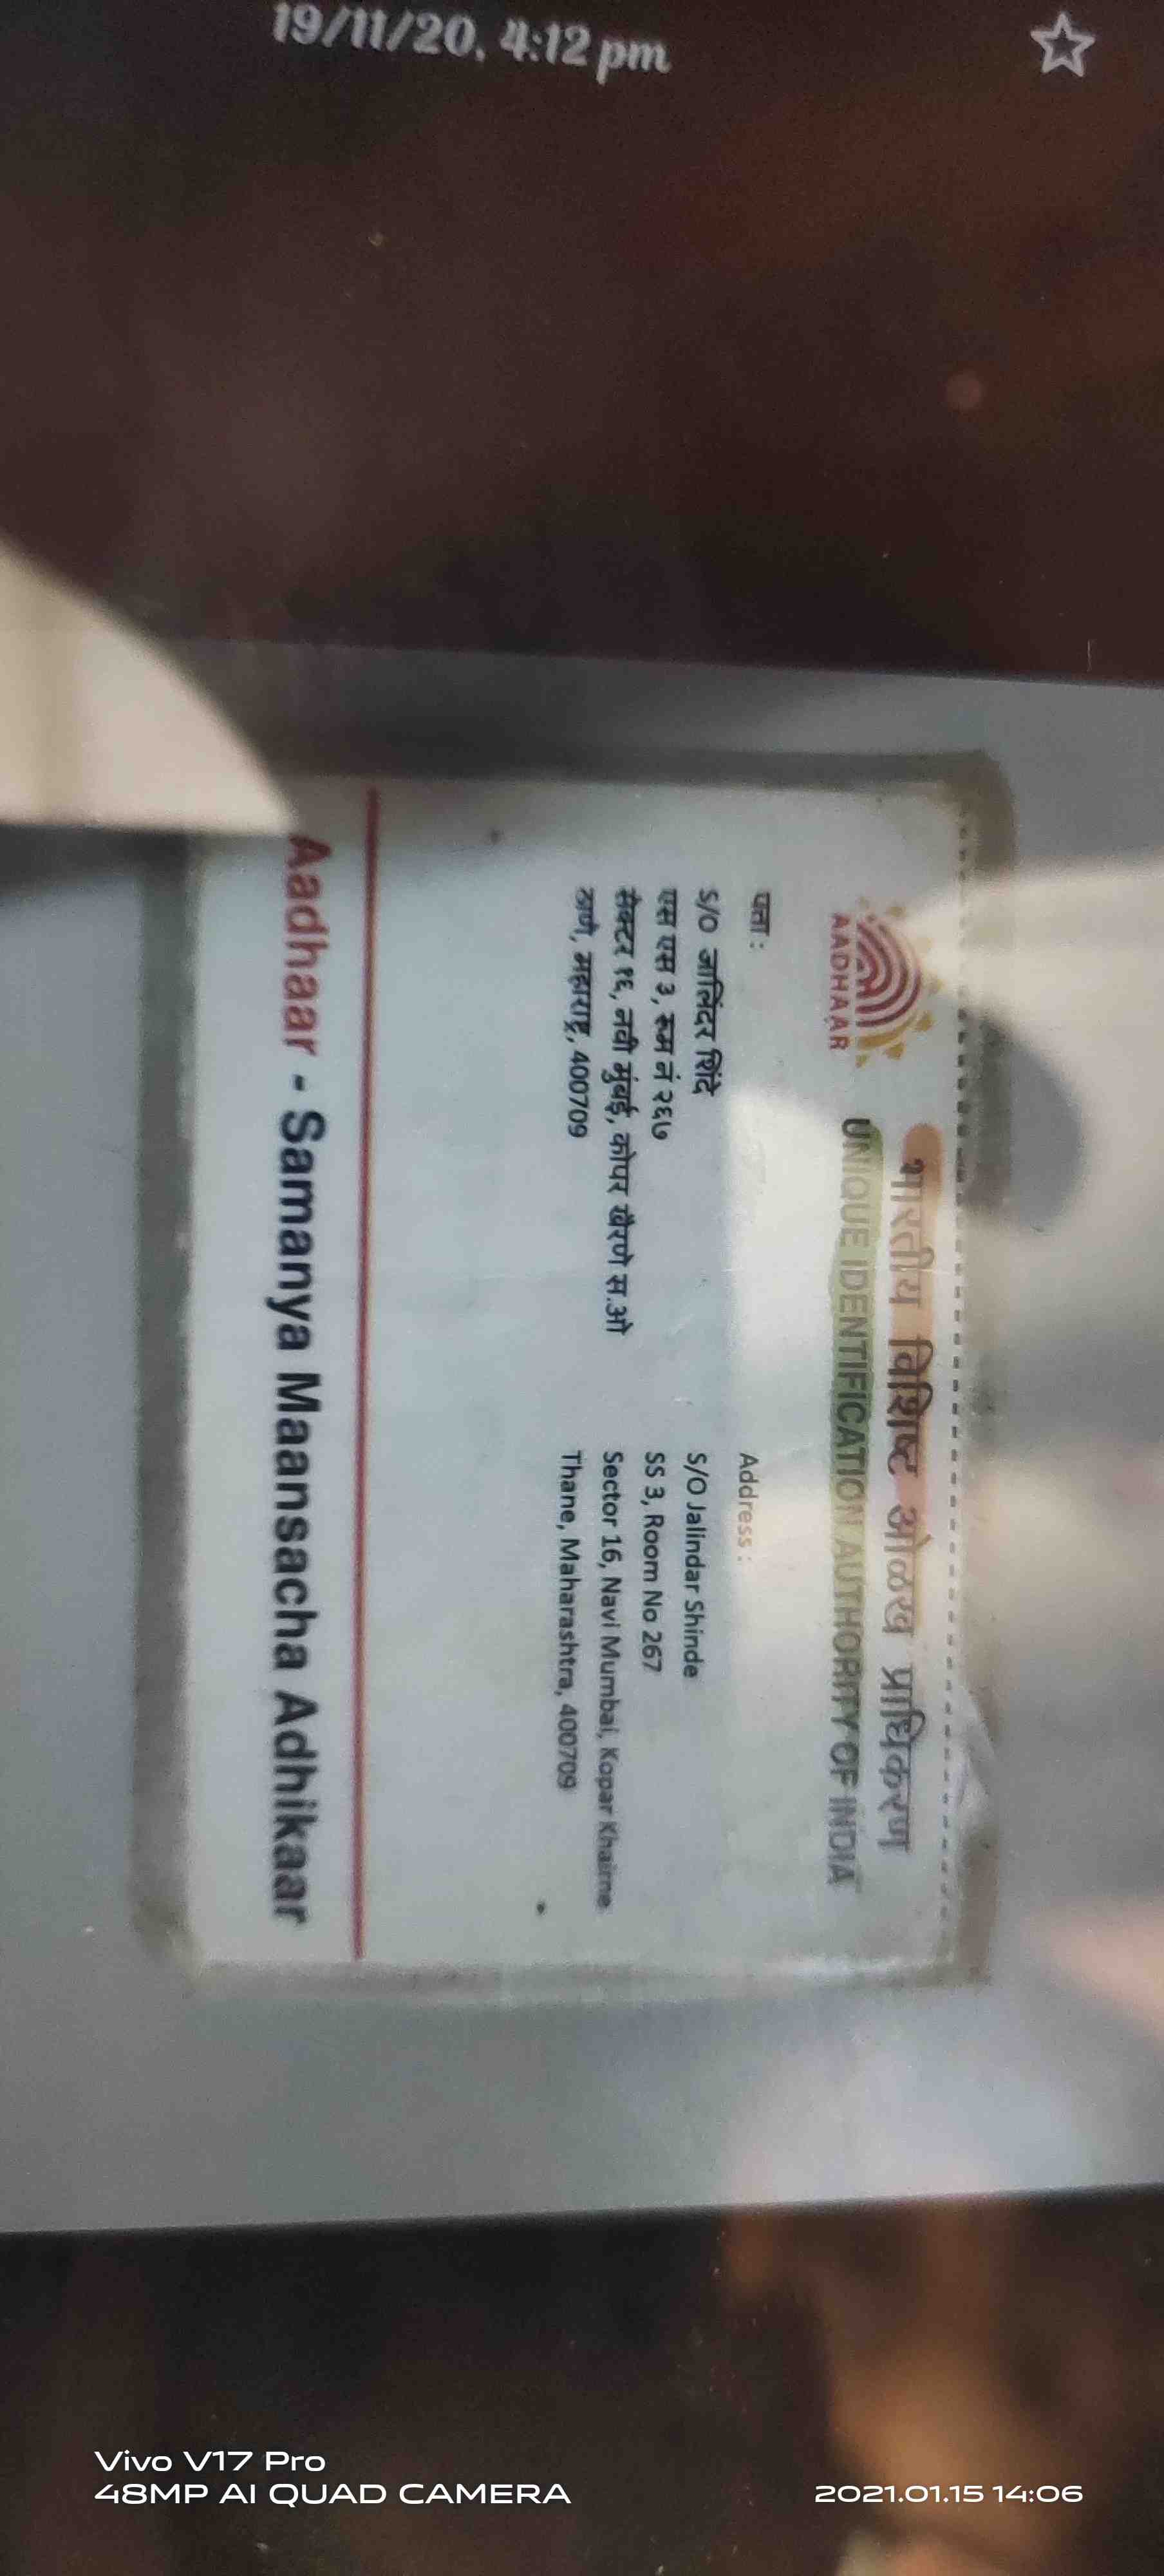 19/11/20, 4:12 pm
भारतीय विशिष्ट ओळख प्राधिकरण
UNIQUE IDENTIFICATION AUTHORITY OF INDIA
AADHAAR
पत्ता :
S/O जालिंदर शिंदे
एस एस 3, रूम नं २६७
सेक्टर १६, नवी मुंबई, कोपर खैरणे स.ओ
ठाणे, महाराष्ट्र, 400709
Address :
S/O Jalindar Shinde
SS 3, Room No 267
Sector 16, Navi Mumbai, Kopar Khairne
Thane, Maharashtra, 400709
Aadhaar - Samanya Maansacha Adhikaar
Vivo V17 Pro
48MP AI QUAD CAMERA
2021.01.15 14:06